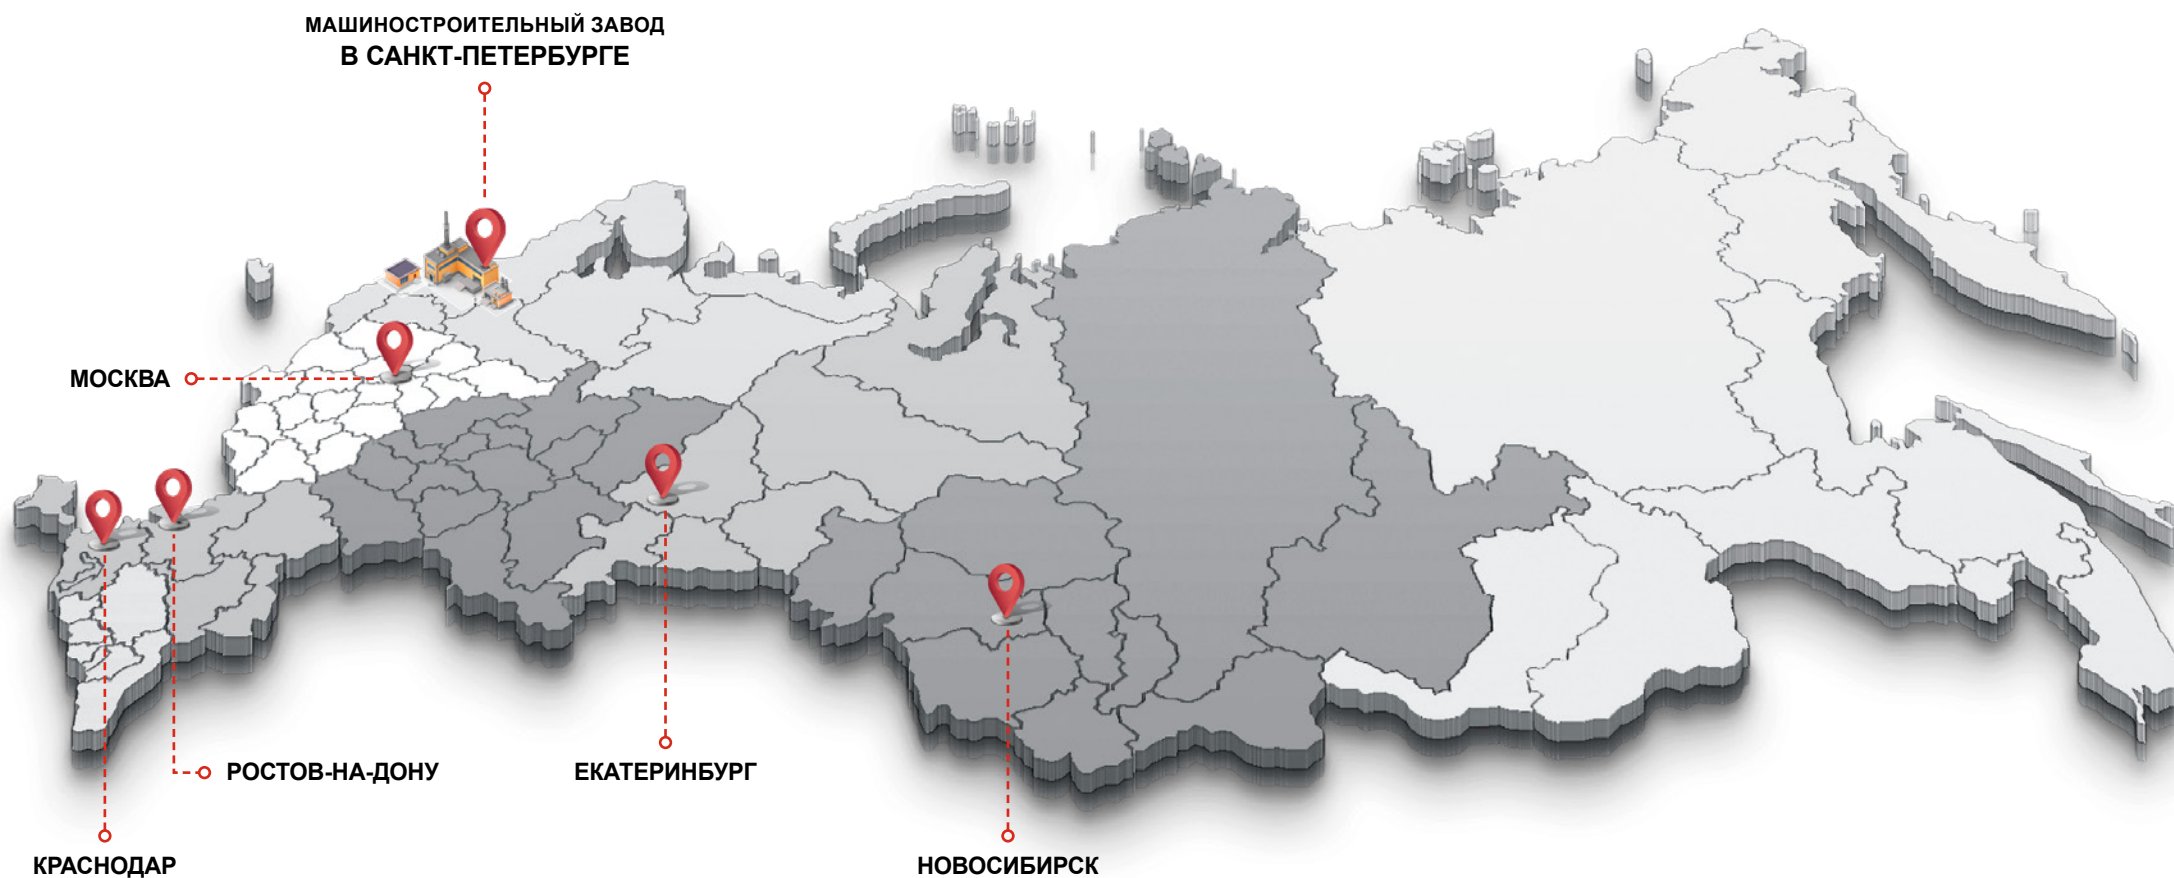 МАШИНОСТРОИТЕЛЬНЫЙ ЗАВОД
В САНКТ-ПЕТЕРБУРГЕ
МОСКВА
РОСТОВ-НА-ДОНУ
ЕКАТЕРИНБУРГ
КРАСНОДАР
НОВОСИБИРСК